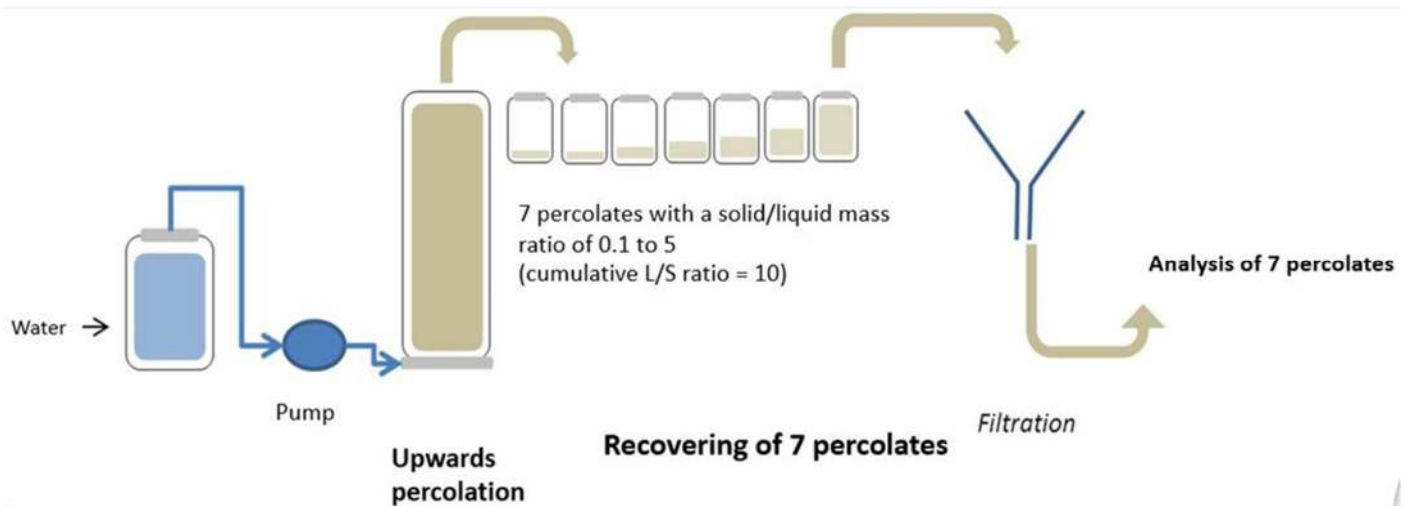 7 percolates with a solid/liquid mass
ratio of 0.1 to 5
(cumulative L/S ratio = 10)
Analysis of 7 percolates
Water
Pump
Filtration
Recovering of 7 percolates
Upwards
percolation